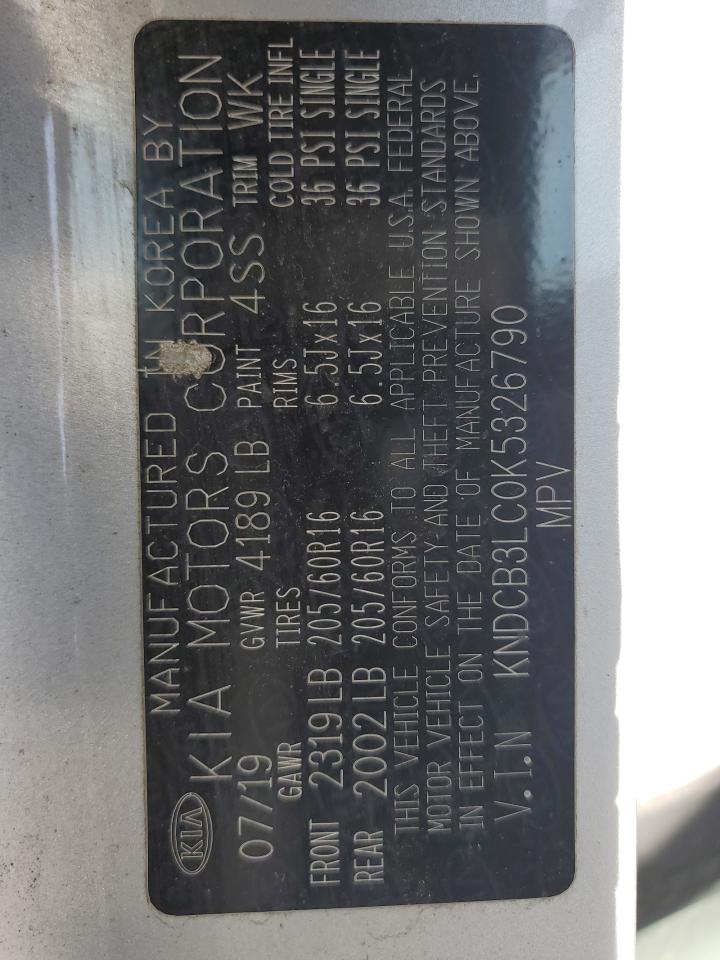 KIA
MANUFACTURED IN KOREA BY
KIA MOTORS CORPORATION
07/19 GVWR 4189 LB PAINT 4SS TRIM WK
GAWR TIRES RIMS COLD TIRE INFL
FRONT 2319 LB 205/60R16 6.5Jx16 36 PSI SINGLE
REAR 2002 LB 205/60R16 6.5Jx16 36 PSI SINGLE
THIS VEHICLE CONFORMS TO ALL APPLICABLE U.S.A. FEDERAL
MOTOR VEHICLE SAFETY AND THEFT PREVENTION STANDARDS
IN EFFECT ON THE DATE OF MANUFACTURE SHOWN ABOVE.
V.I.N KNDCB3LC0K5326790
MPV